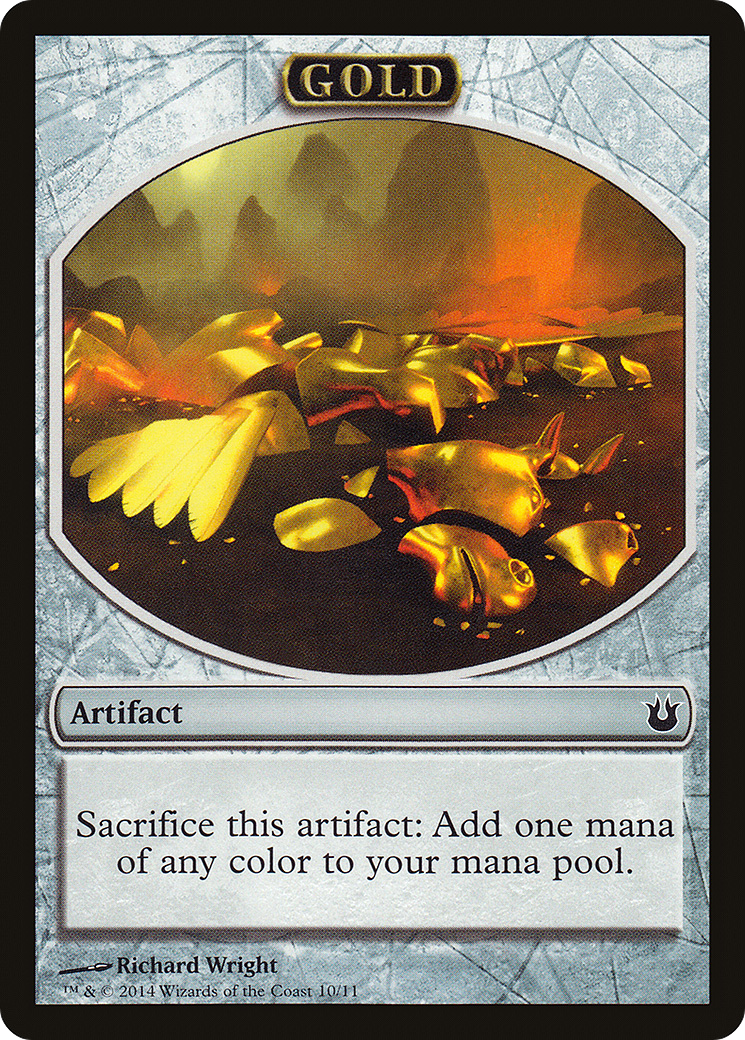 GOLD
Artifact
Sacrifice this artifact: Add one mana
of any color to your mana pool.
Richard Wright
™ & © 2014 Wizards of the Coast 10/11